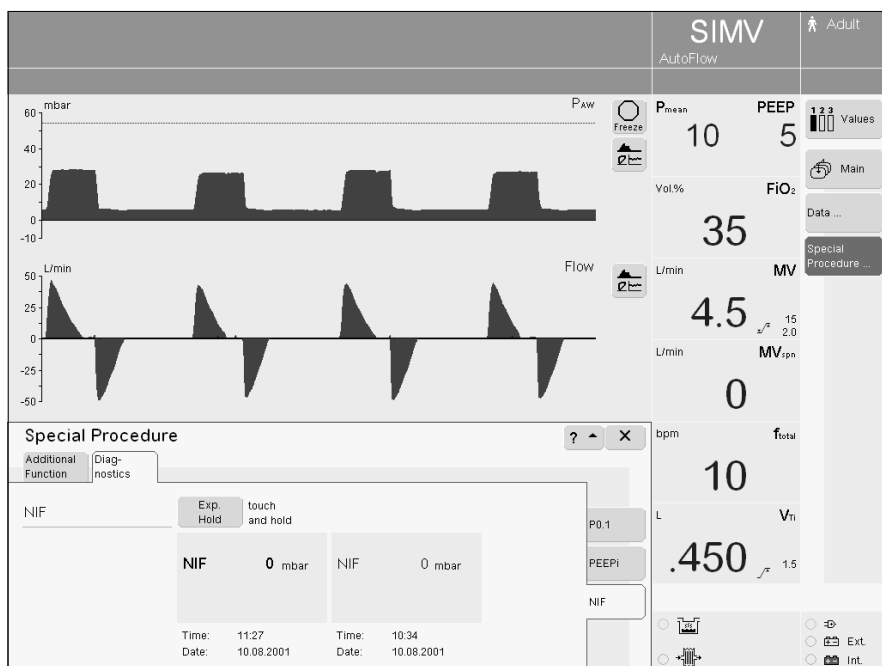 SIMV
AutoFlow
Adult
mbar
PAW
60
40
20
0
-10
Freeze
L/min
Flow
50
25
0
-25
-50
Pmean PEEP
10 5
Vol.% FiO2
35
L/min MV
4.5
15
2.0
L/min MVspn
0
bpm ftotal
10
L VTi
.450
1.5
1 2 3
Values
Main
Data ...
Special
Procedure ...
Special Procedure
?
Additional
Function
Diag-
nostics
NIF
Exp.
Hold
touch
and hold
NIF 0 mbar
NIF 0 mbar
Time: 11:27
Date: 10.08.2001
Time: 10:34
Date: 10.08.2001
P0.1
PEEPi
NIF
Ext.
Int.